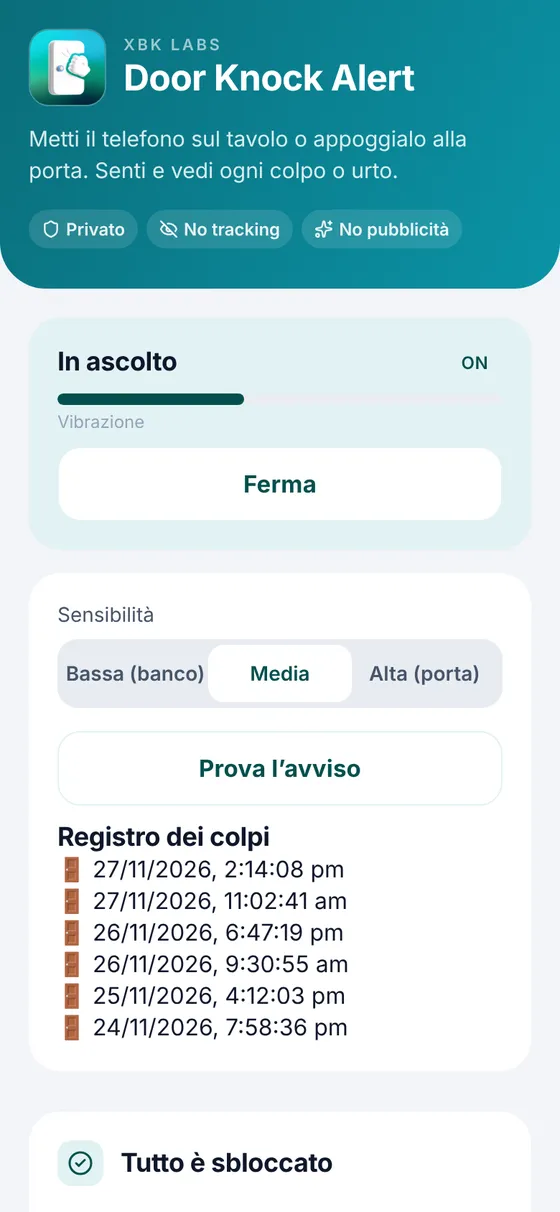 XBK LABS
Door Knock Alert
Metti il telefono sul tavolo o appoggialo alla
porta. Senti e vedi ogni colpo o urto.
Privato
No tracking
No pubblicità
In ascolto
ON
Vibrazione
Ferma
Sensibilità
Bassa (banco)
Media
Alta (porta)
Prova l’avviso
Registro dei colpi
27/11/2026, 2:14:08 pm
27/11/2026, 11:02:41 am
26/11/2026, 6:47:19 pm
26/11/2026, 9:30:55 am
25/11/2026, 4:12:03 pm
24/11/2026, 7:58:36 pm
Tutto è sbloccato